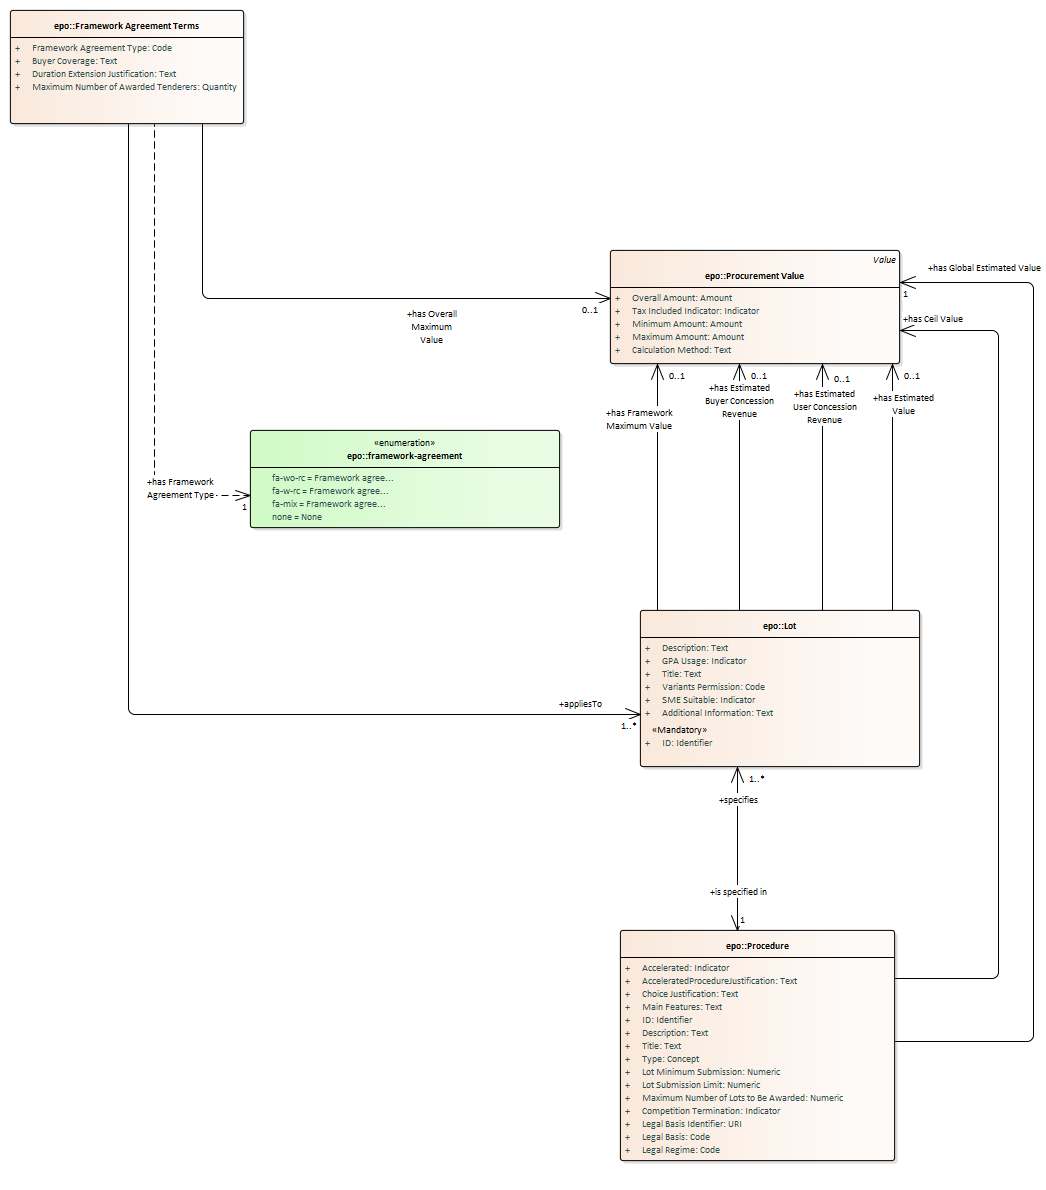 epo::Framework Agreement Terms
+ Framework Agreement Type: Code
+ Buyer Coverage: Text
+ Duration Extension Justification: Text
+ Maximum Number of Awarded Tenderers: Quantity
Value
epo::Procurement Value
+ Overall Amount: Amount
+ Tax Included Indicator: Indicator
+ Minimum Amount: Amount
+ Maximum Amount: Amount
+ Calculation Method: Text
+has Global Estimated Value
1
+has Ceil Value
0..1
+has Overall
Maximum
Value
0..1
+has Framework
Maximum Value
0..1
+has Estimated
Buyer Concession
Revenue
0..1
+has Estimated
User Concession
Revenue
0..1
+has Estimated
Value
«enumeration»
epo::framework-agreement
fa-wo-rc = Framework agree...
fa-w-rc = Framework agree...
fa-mix = Framework agree...
none = None
+has Framework
Agreement Type
1
epo::Lot
+ Description: Text
+ GPA Usage: Indicator
+ Title: Text
+ Variants Permission: Code
+ SME Suitable: Indicator
+ Additional Information: Text
«Mandatory»
+ ID: Identifier
+appliesTo
1..*
1..*
+specifies
+is specified in
1
epo::Procedure
+ Accelerated: Indicator
+ AcceleratedProcedureJustification: Text
+ Choice Justification: Text
+ Main Features: Text
+ ID: Identifier
+ Description: Text
+ Title: Text
+ Type: Concept
+ Lot Minimum Submission: Numeric
+ Lot Submission Limit: Numeric
+ Maximum Number of Lots to Be Awarded: Numeric
+ Competition Termination: Indicator
+ Legal Basis Identifier: URI
+ Legal Basis: Code
+ Legal Regime: Code